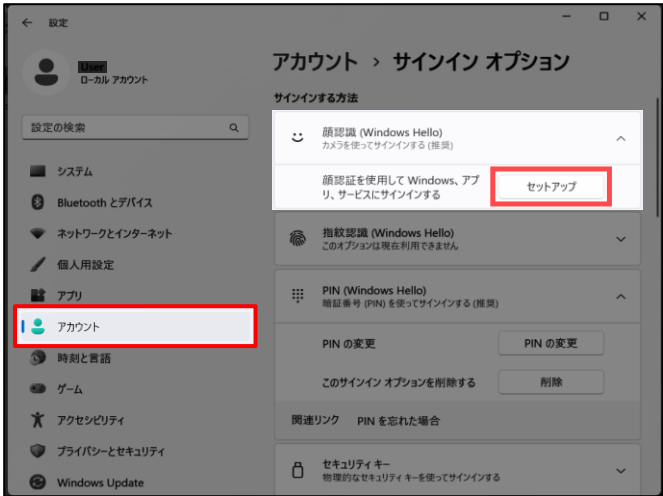 設定
User
ローカル アカウント
設定の検索
システム
Bluetooth とデバイス
ネットワークとインターネット
個人用設定
アプリ
アカウント
時刻と言語
ゲーム
アクセシビリティ
プライバシーとセキュリティ
Windows Update
アカウント › サインイン オプション
サインインする方法
顔認識 (Windows Hello)
カメラを使ってサインインする (推奨)
顔認証を使用して Windows、アプ
リ、サービスにサインインする
セットアップ
指紋認識 (Windows Hello)
このオプションは現在利用できません
PIN (Windows Hello)
暗証番号 (PIN) を使ってサインインする (推奨)
PIN の変更
PIN の変更
このサインイン オプションを削除する
削除
関連リンク PIN を忘れた場合
セキュリティ キー
物理的なセキュリティ キーを使ってサインインする